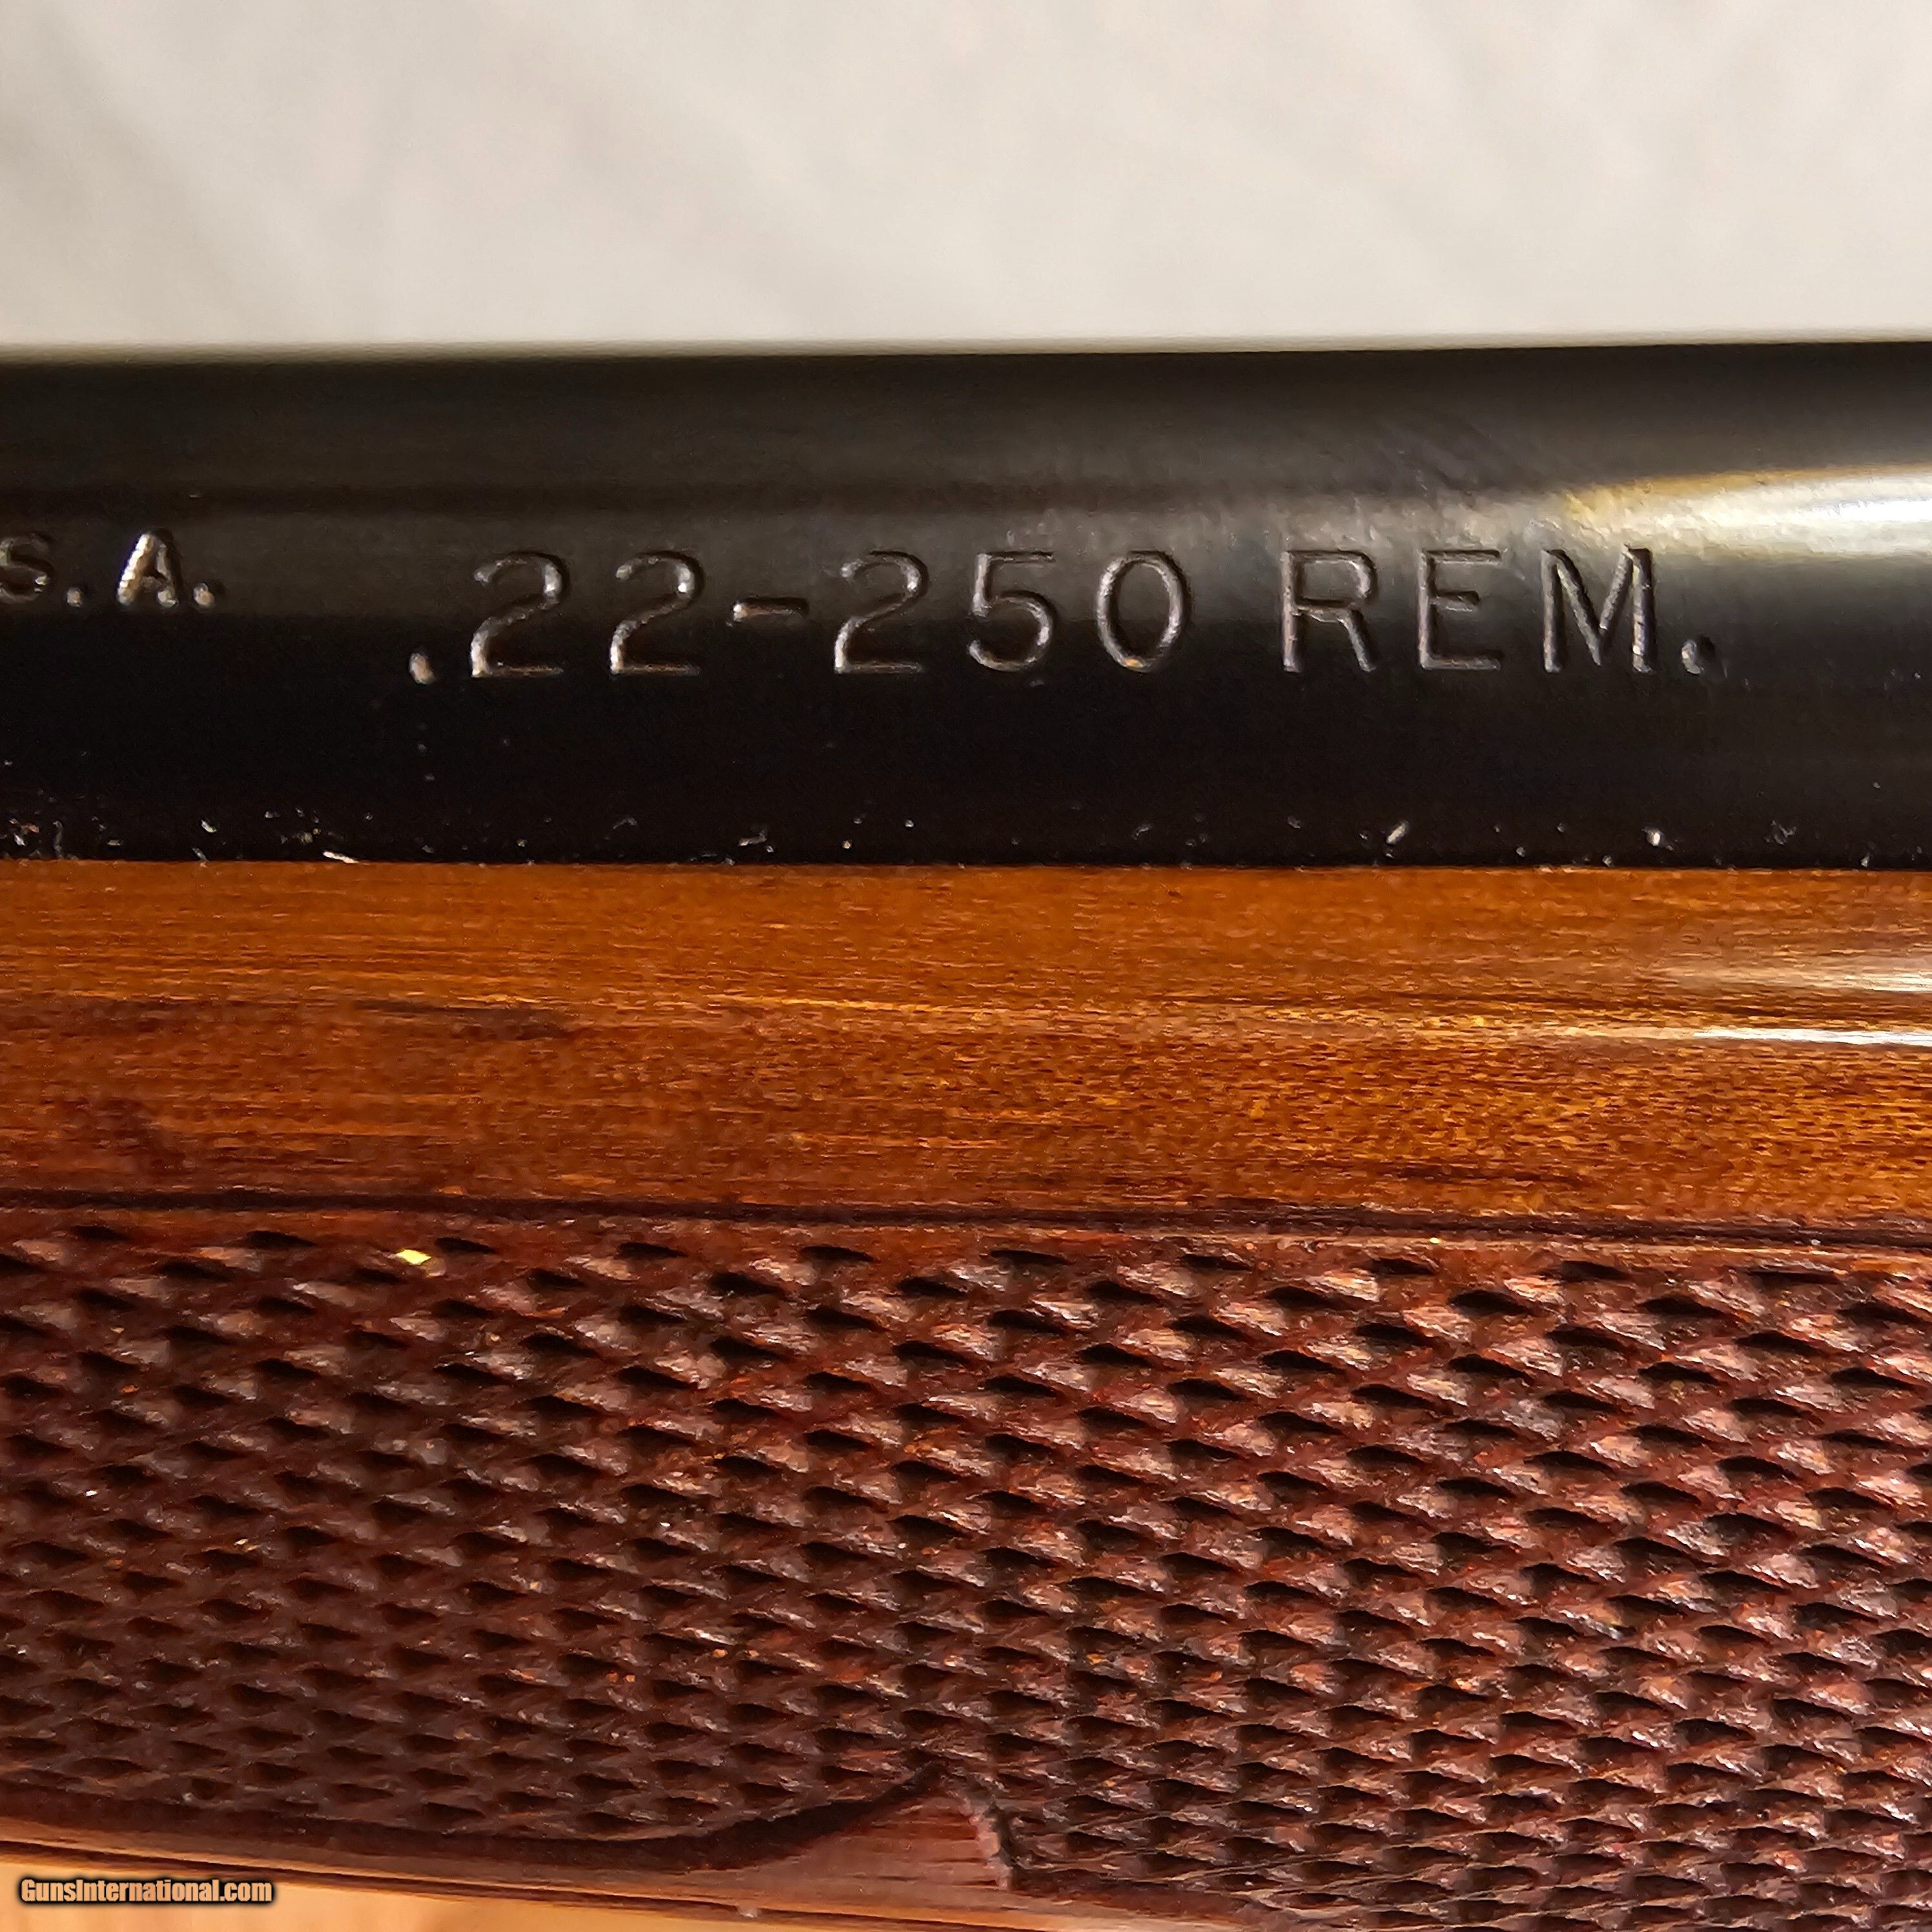 S.A. .22-250 REM.
GunsInternational.com